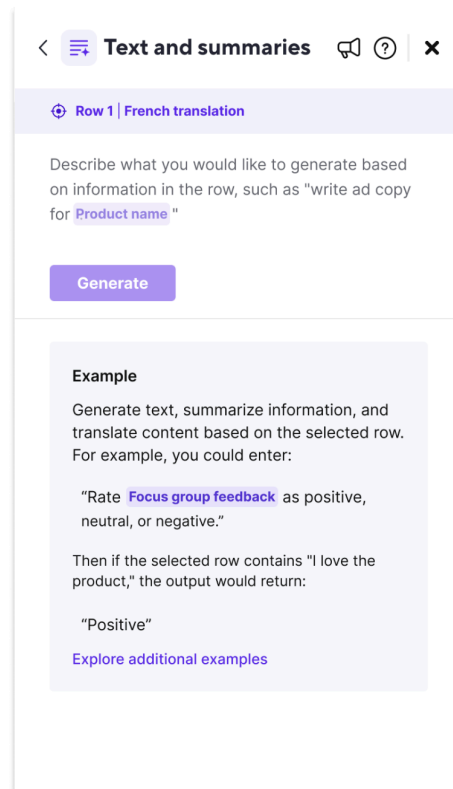 Text and summaries
Row 1 | French translation
Describe what you would like to generate based
on information in the row, such as "write ad copy
for Product name "
Generate
Example
Generate text, summarize information, and
translate content based on the selected row.
For example, you could enter:
“Rate Focus group feedback as positive,
neutral, or negative.”
Then if the selected row contains "I love the
product," the output would return:
“Positive”
Explore additional examples